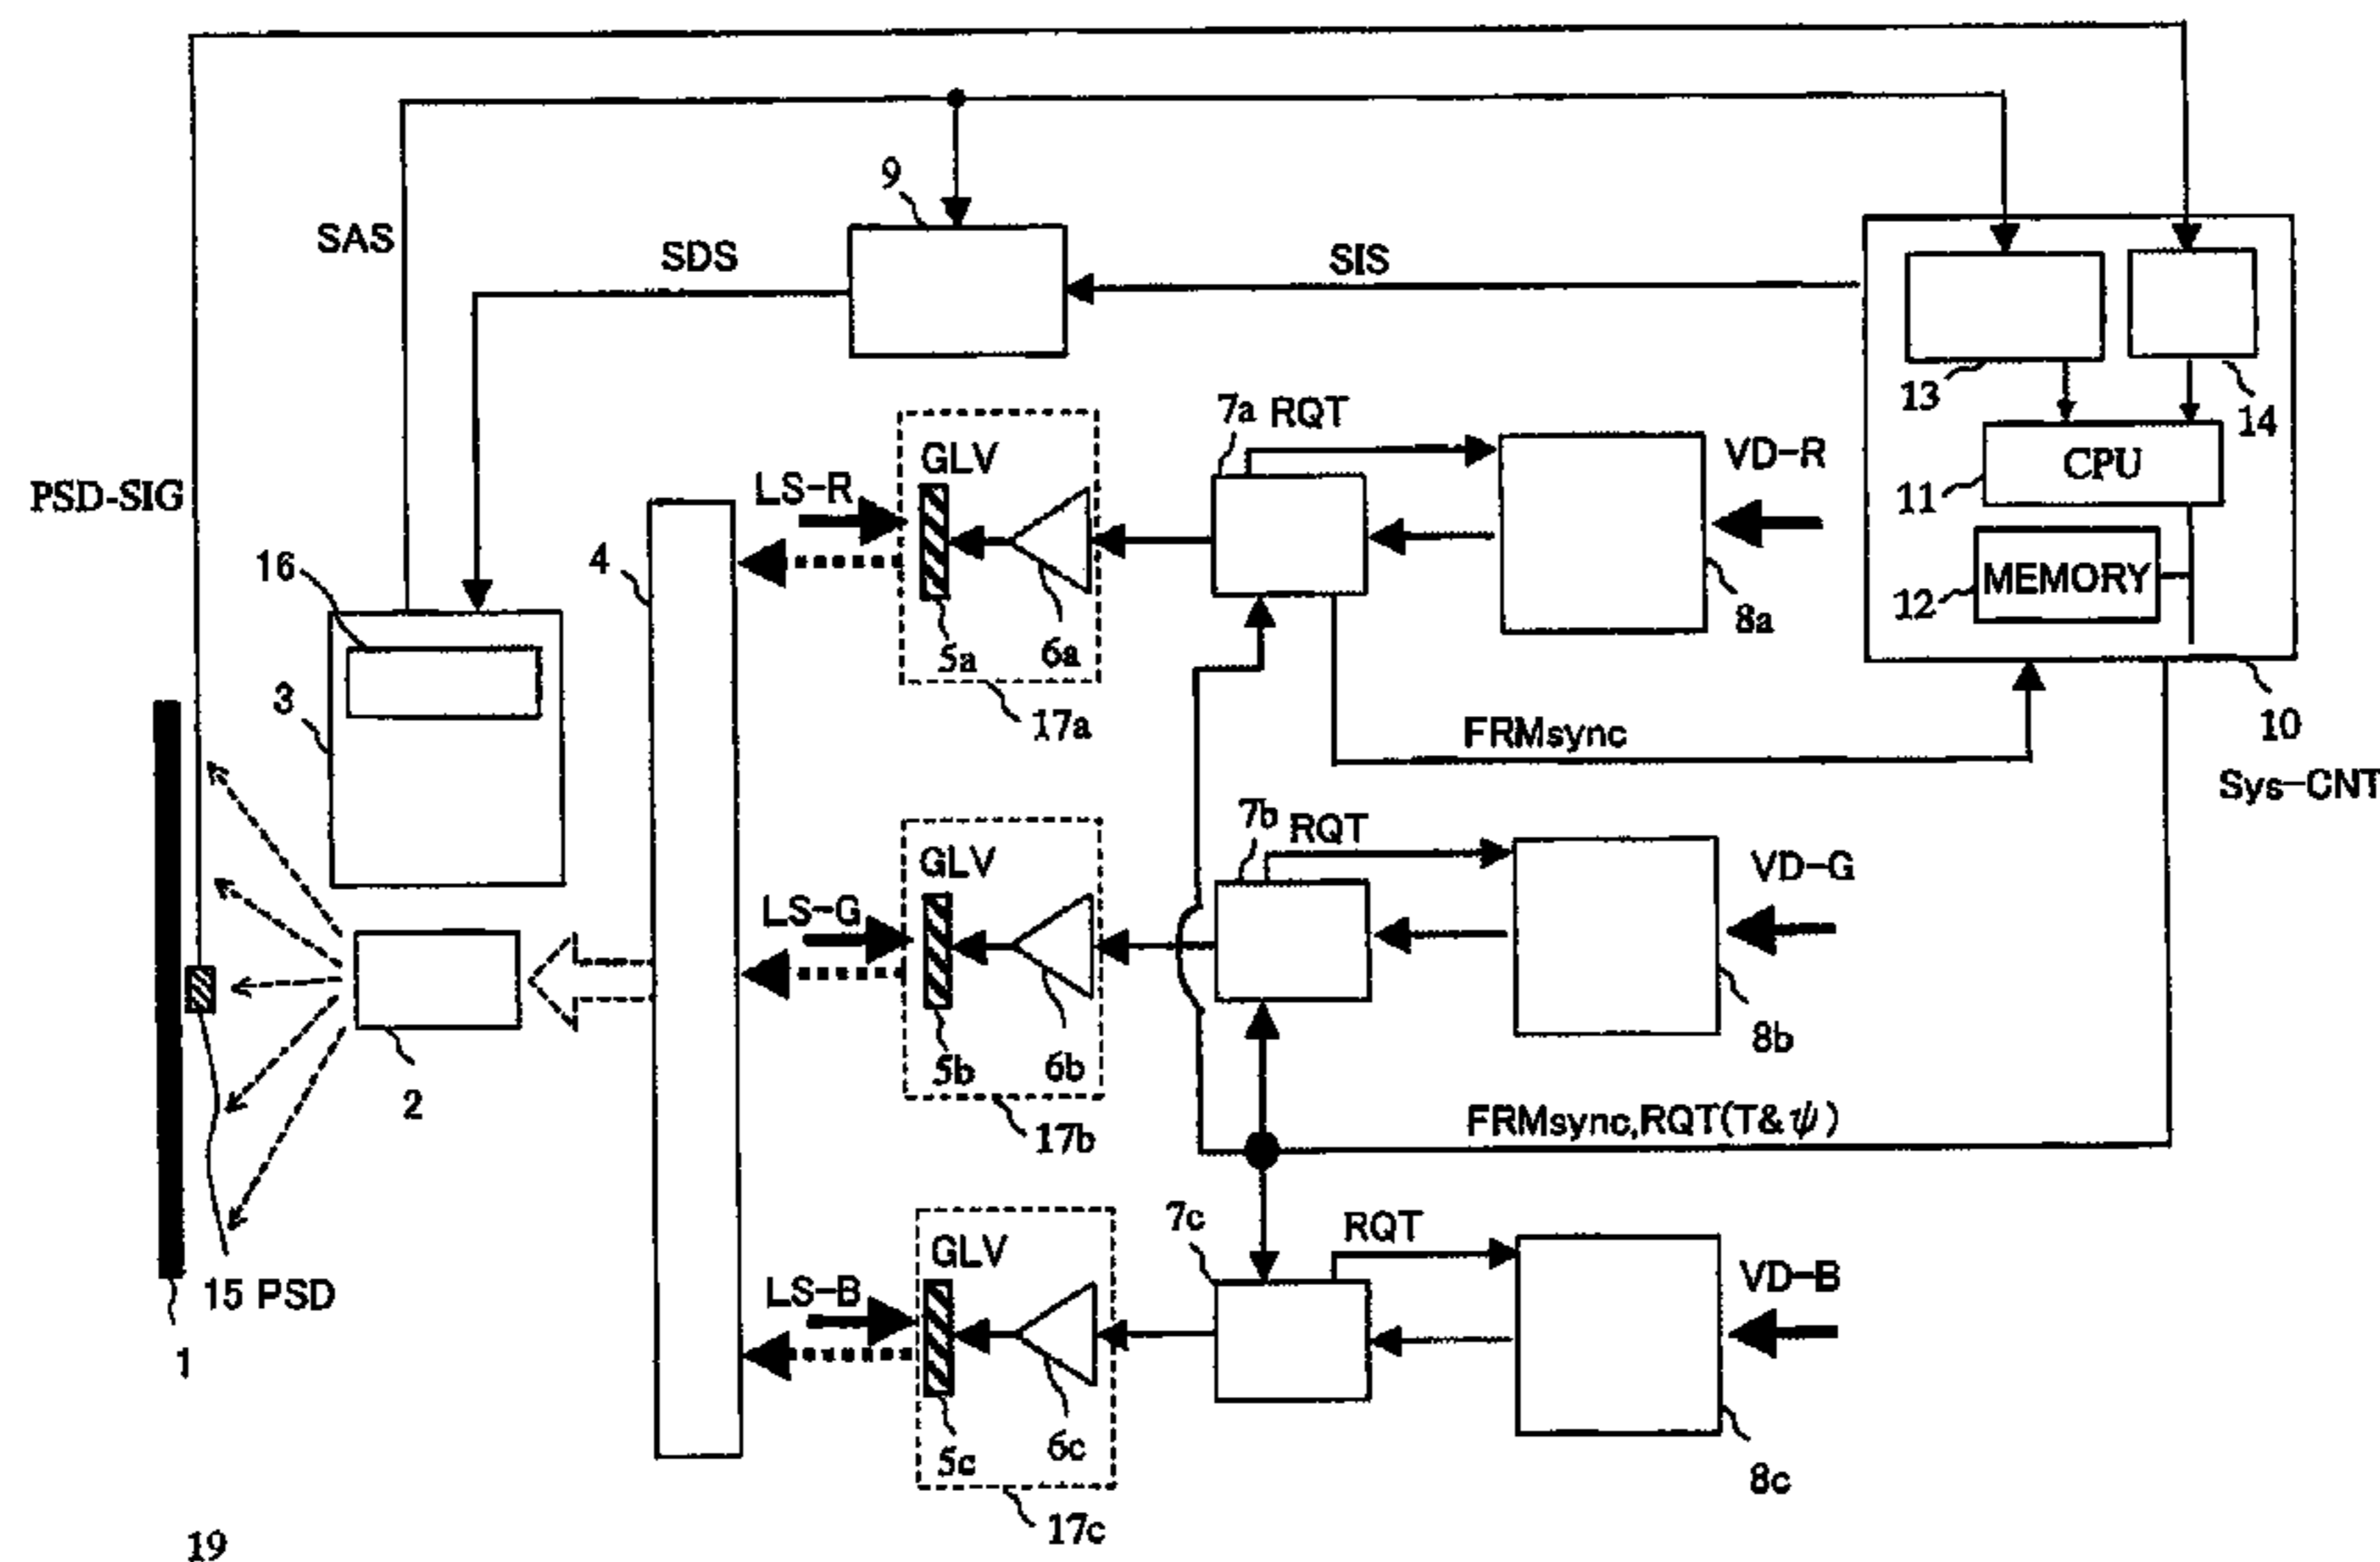 9
SAS
SDS
SIS
13
14
7a RQT
GLV
VD-R
CPU
11
PSD-SIG
LS-R
16
4
MEMORY
12
8a
5a
6a
3
17a
FRMsync
10
Sys-CNT
7b RQT
GLV
VD-G
LS-G
5b
6b
8b
2
17b
FRMsync,RQT(T&ψ)
7c
RQT
GLV
LS-B
VD-B
15 PSD
1
5c
6c
8c
17c
19